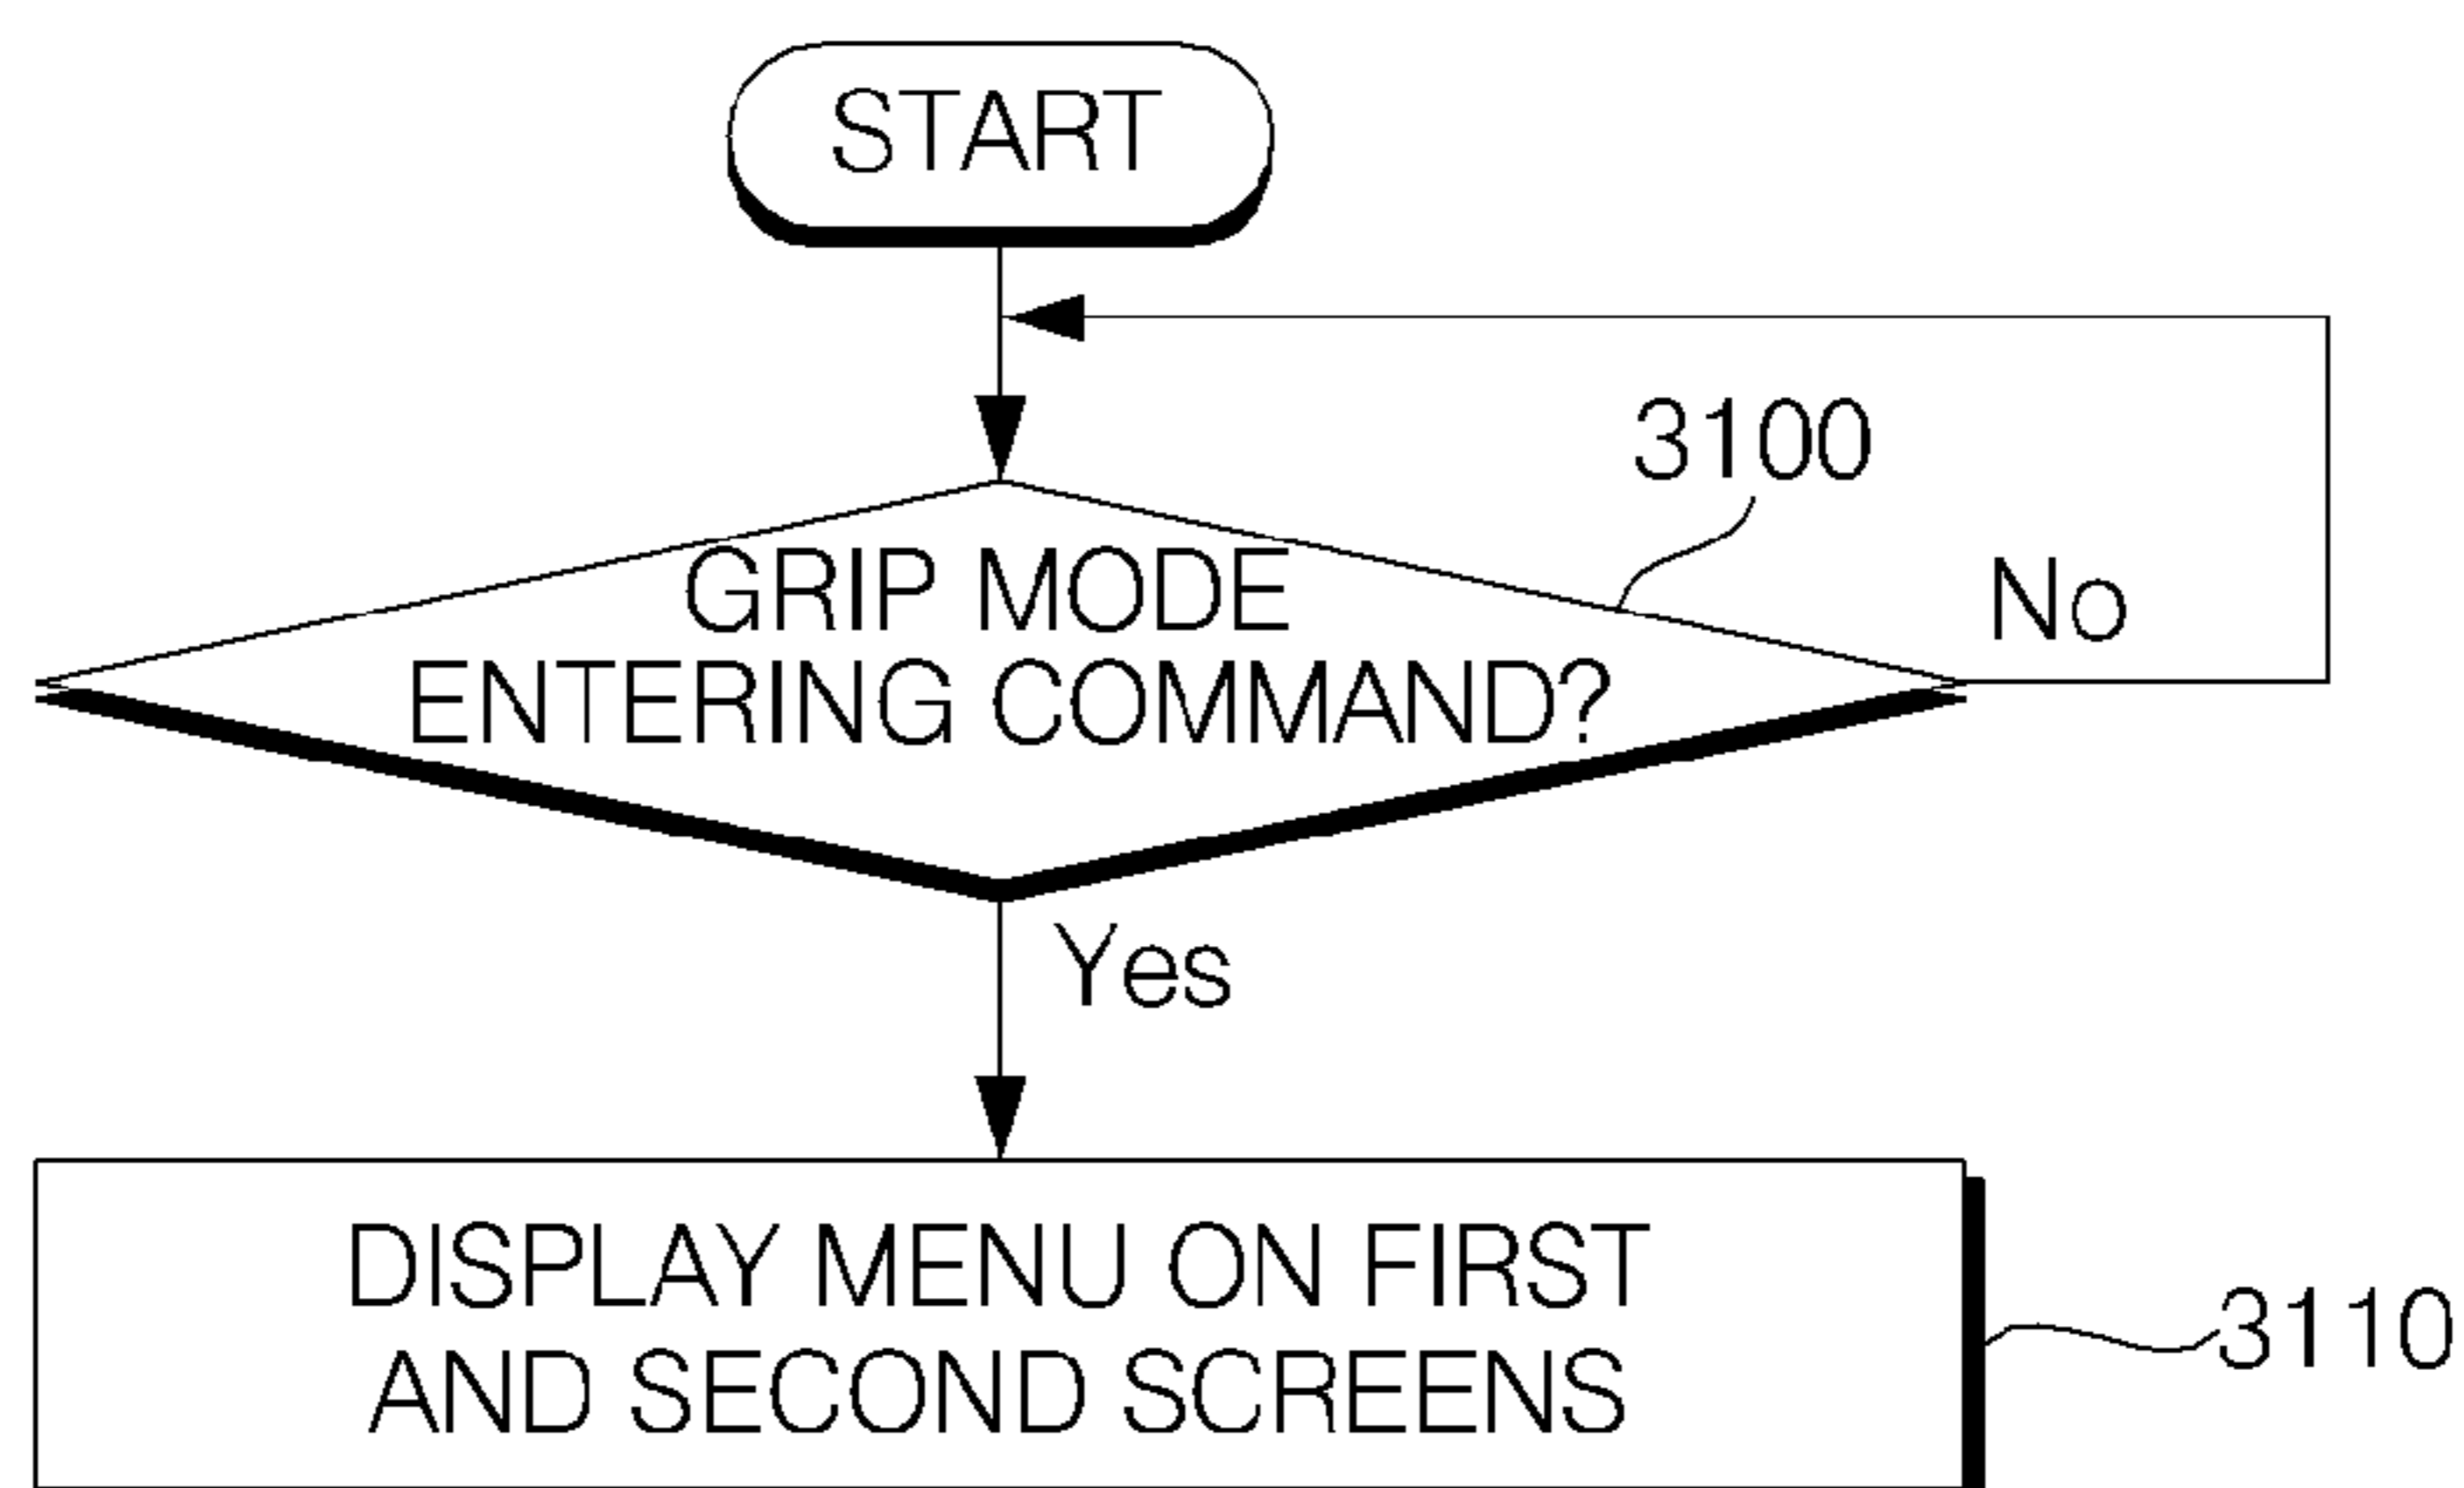 START
3100
GRIP MODE
ENTERING COMMAND?
No
Yes
DISPLAY MENU ON FIRST
AND SECOND SCREENS
3110